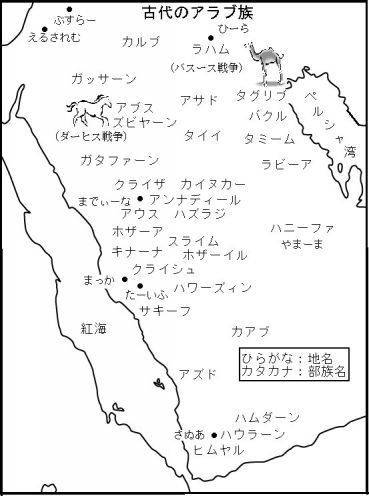 古代のアラブ族
ぶすらー
えるされむ
カルブ
ひーら
ラハム
(バスース戦争)
ガッサーン
アブス
ズビヤーン
(ダーヒス戦争)
アサド
タグリブ
バクル
ペルシャ湾
タイイ
タミーム
ガタファーン
ラビーア
クライザ
カイヌカー
までぃーな
アンナディール
アウス
ハズラジ
ホザーア
スライム
ハニーファ
やまーま
キナーナ
ホザーイル
クライシュ
まっか
たーいふ
ハワーズィン
サキーフ
紅海
カアブ
ひらがな:地名
カタカナ:部族名
アズド
ハムダーン
さぬあ
ハウラーン
ヒムヤル